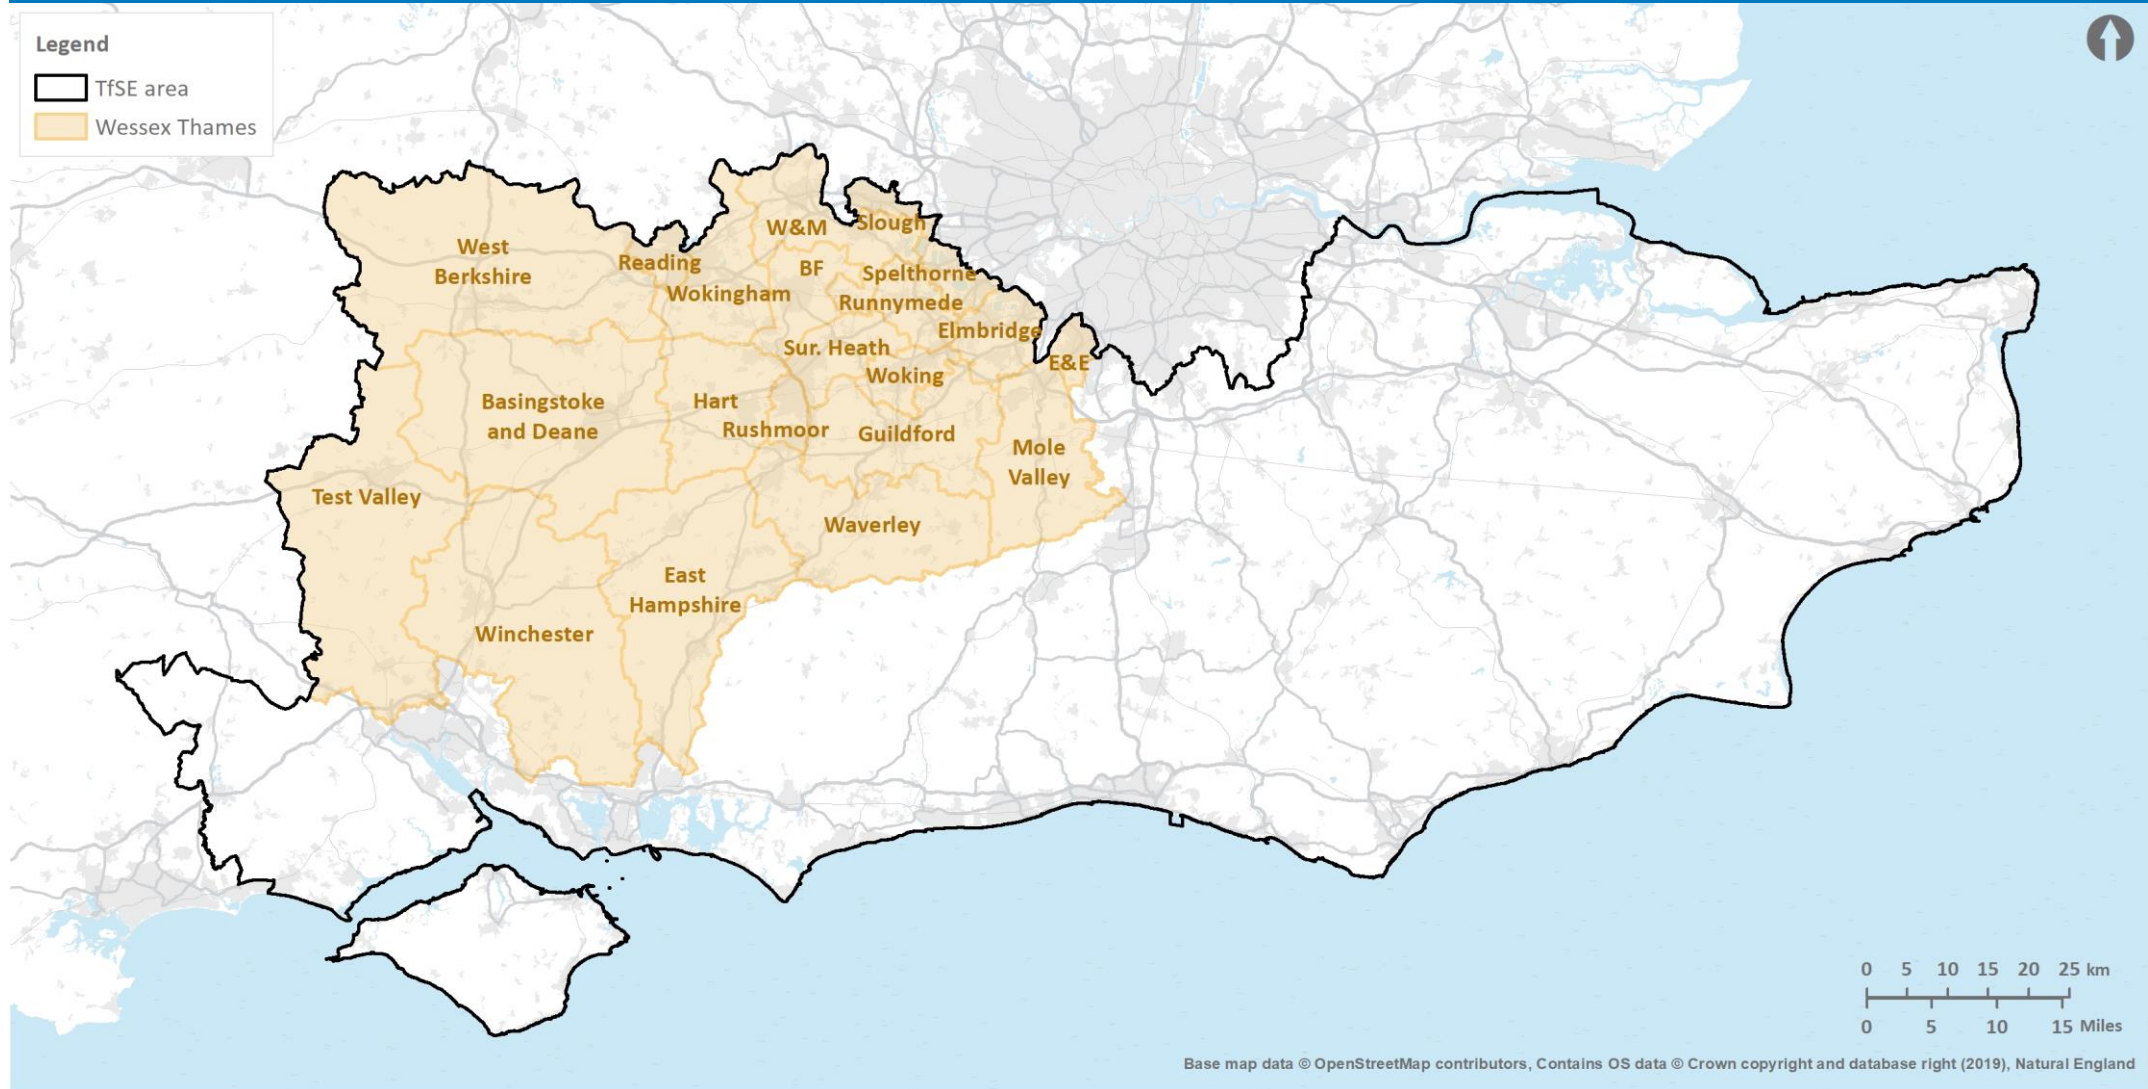 Legend
TfSE area
Wessex Thames
W&M
Slough
West
Berkshire
Reading
BF
Spelthorne
Wokingham
Runnymede
Elmbridge
Sur. Heath
E&E
Woking
Basingstoke
and Deane
Hart
Rushmoor
Guildford
Mole
Valley
Test Valley
Waverley
East
Hampshire
Winchester
0 5 10 15 20 25 km
0 5 10 15 Miles
Base map data © OpenStreetMap contributors, Contains OS data © Crown copyright and database right (2019), Natural England